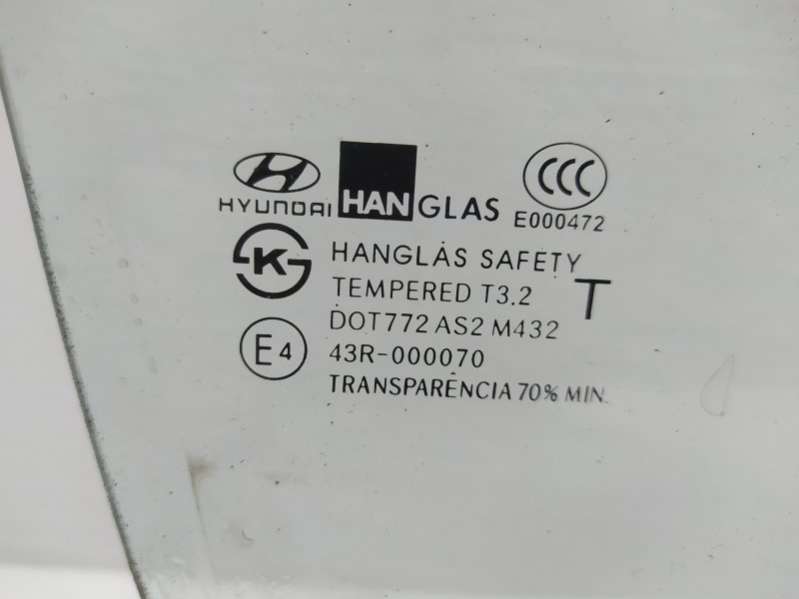 HYUNDAI HANGLAS CCC
E000472
K HANGLAS SAFETY
TEMPERED T3.2 T
DOT772 AS2 M432
E4 43R-000070
TRANSPARÊNCIA 70% MIN.